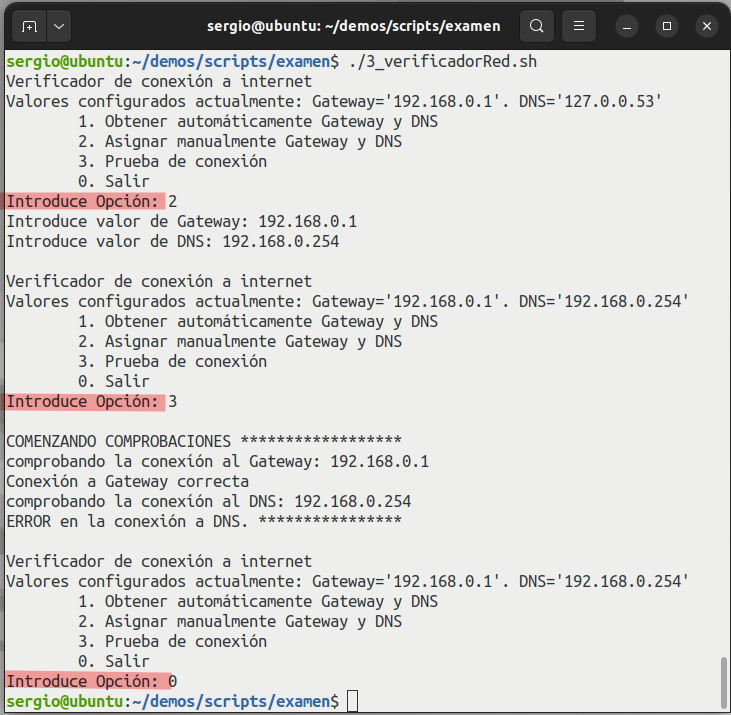 sergio@ubuntu: ~/demos/scripts/examen
sergio@ubuntu:~/demos/scripts/examen$ ./3_verificadorRed.sh
Verificador de conexión a internet
Valores configurados actualmente: Gateway='192.168.0.1'. DNS='127.0.0.53'
1. Obtener automáticamente Gateway y DNS
2. Asignar manualmente Gateway y DNS
3. Prueba de conexión
0. Salir
Introduce Opción: 2
Introduce valor de Gateway: 192.168.0.1
Introduce valor de DNS: 192.168.0.254
Verificador de conexión a internet
Valores configurados actualmente: Gateway='192.168.0.1'. DNS='192.168.0.254'
1. Obtener automáticamente Gateway y DNS
2. Asignar manualmente Gateway y DNS
3. Prueba de conexión
0. Salir
Introduce Opción: 3
COMENZANDO COMPROBACIONES ******************
comprobando la conexíón al Gateway: 192.168.0.1
Conexión a Gateway correcta
comprobando la conexíón al DNS: 192.168.0.254
ERROR en la conexión a DNS. ****************
Verificador de conexión a internet
Valores configurados actualmente: Gateway='192.168.0.1'. DNS='192.168.0.254'
1. Obtener automáticamente Gateway y DNS
2. Asignar manualmente Gateway y DNS
3. Prueba de conexión
0. Salir
Introduce Opción: 0
sergio@ubuntu:~/demos/scripts/examen$